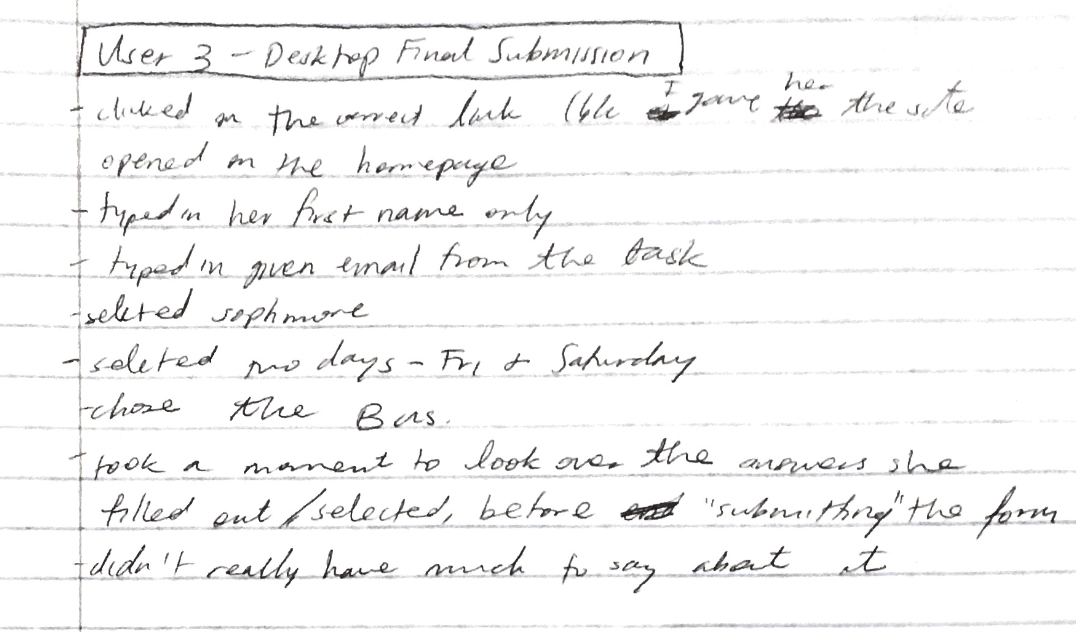 User 3 - Desktop Final Submission
- clicked on the correct link (b/c I gave her the site
opened on the homepage
- typed in her first name only
- typed in given email from the task
- seleted sophmore
- seleted two days - Fri & Saturday
- chose the Bus.
- took a moment to look over the answers she
filled out/selected, before "submitting" the form
- didn't really have much to say about it